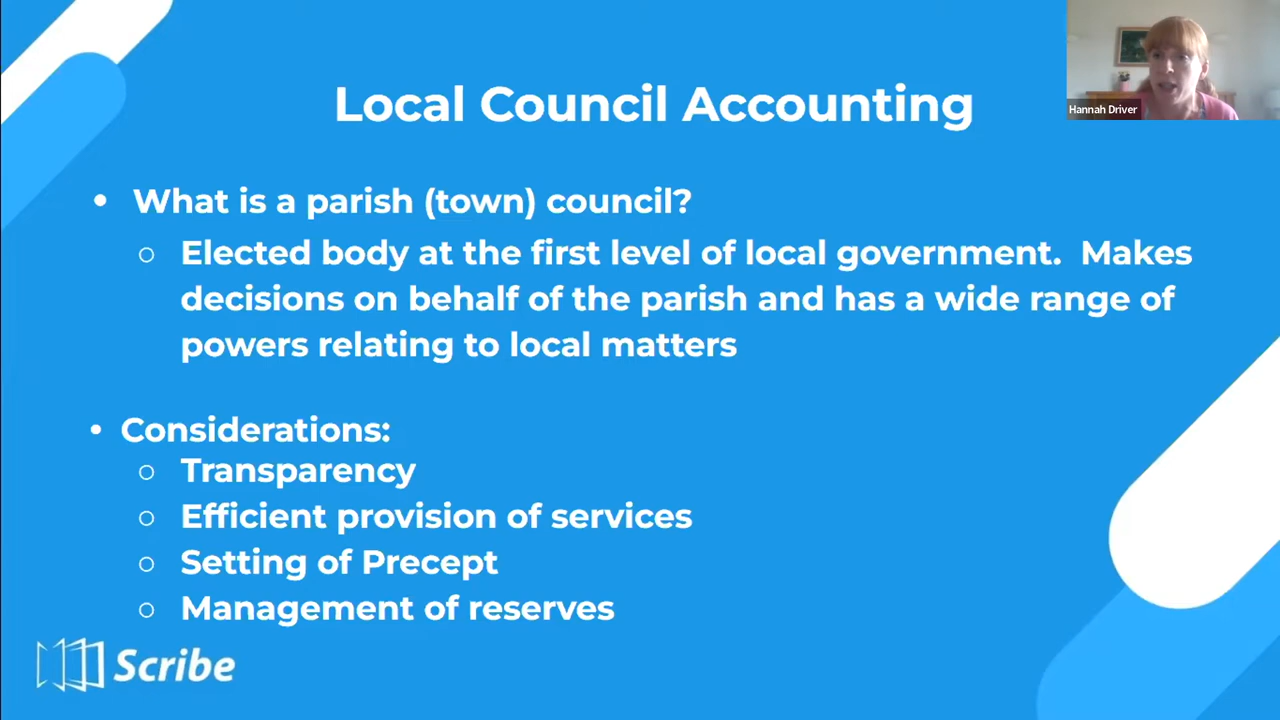 Local Council Accounting
Hannah Driver
• What is a parish (town) council?
○ Elected body at the first level of local government.  Makes
decisions on behalf of the parish and has a wide range of
powers relating to local matters
• Considerations:
○ Transparency
○ Efficient provision of services
○ Setting of Precept
○ Management of reserves
Scribe